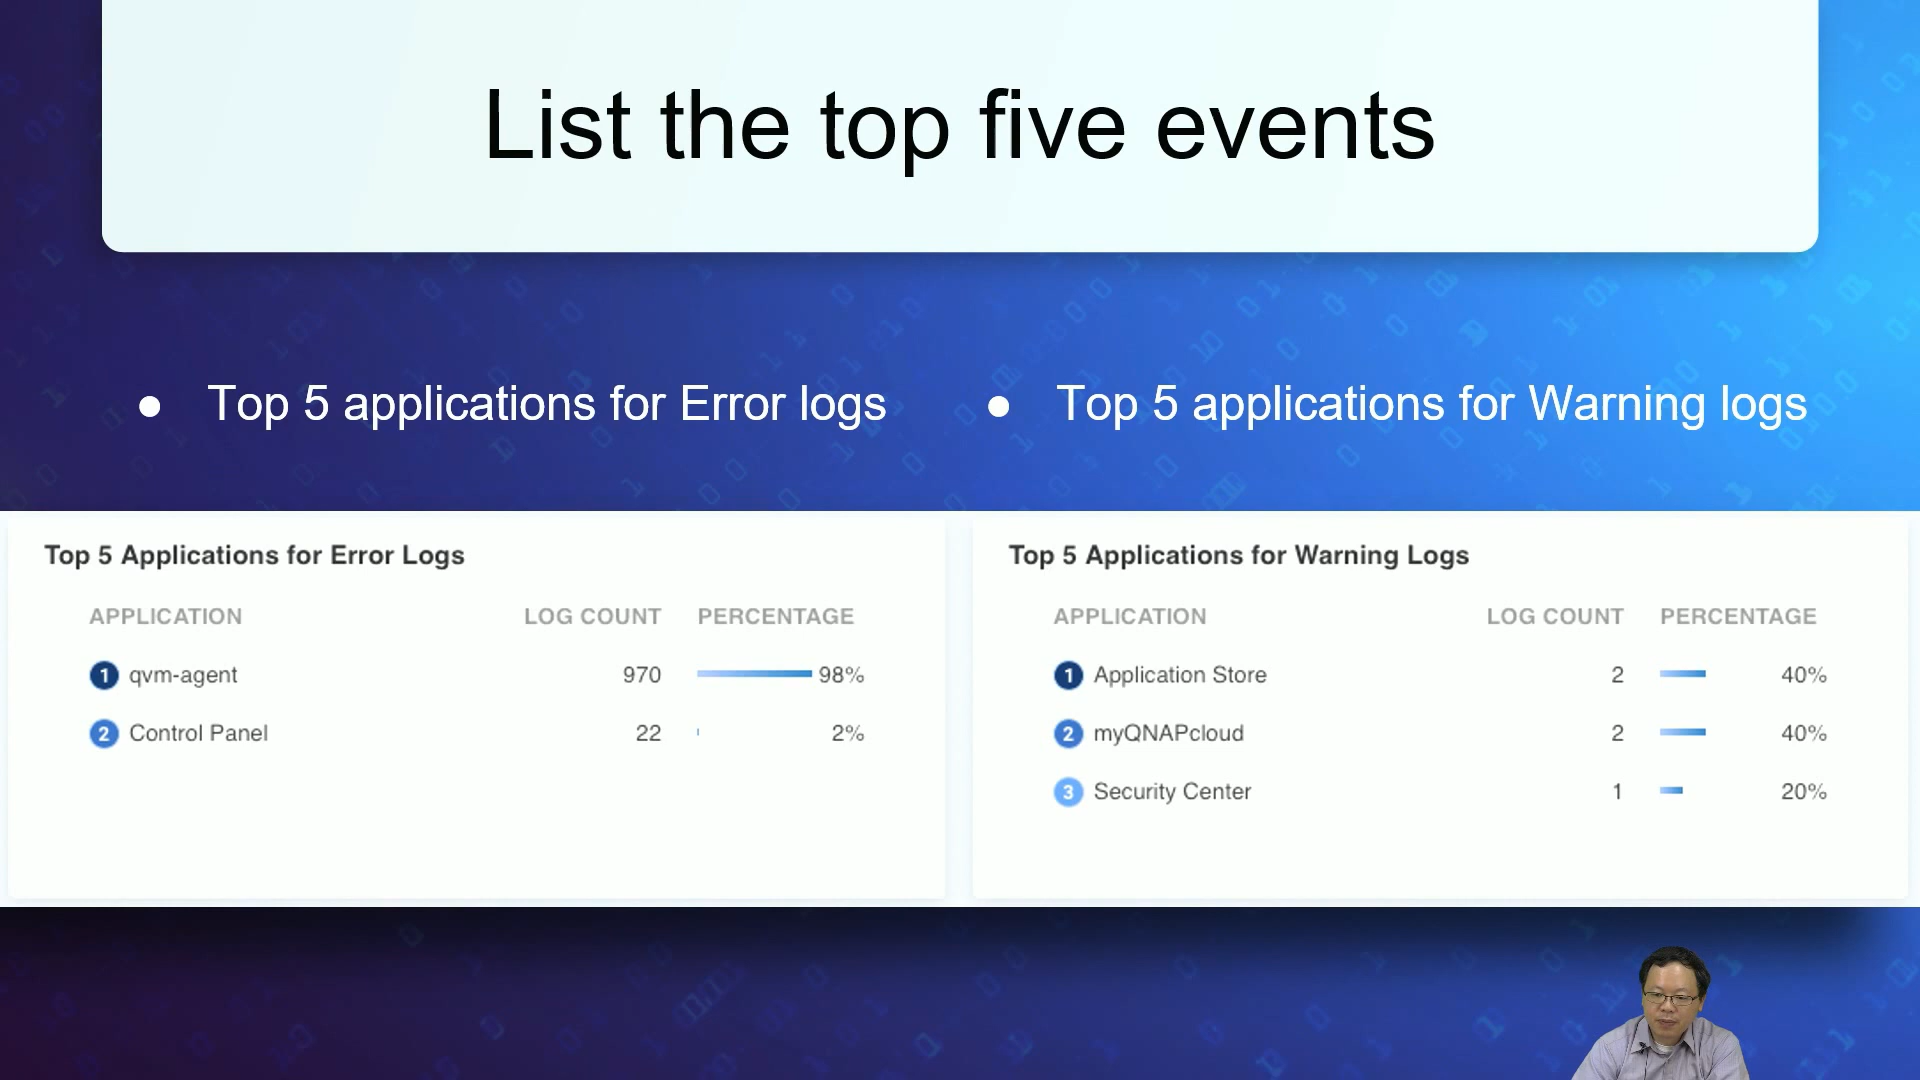 List the top five events
● Top 5 applications for Error logs
● Top 5 applications for Warning logs
Top 5 Applications for Error Logs
APPLICATION LOG COUNT PERCENTAGE
1 qvm-agent 970 98%
2 Control Panel 22 2%
Top 5 Applications for Warning Logs
APPLICATION LOG COUNT PERCENTAGE
1 Application Store 2 40%
2 myQNAPcloud 2 40%
3 Security Center 1 20%